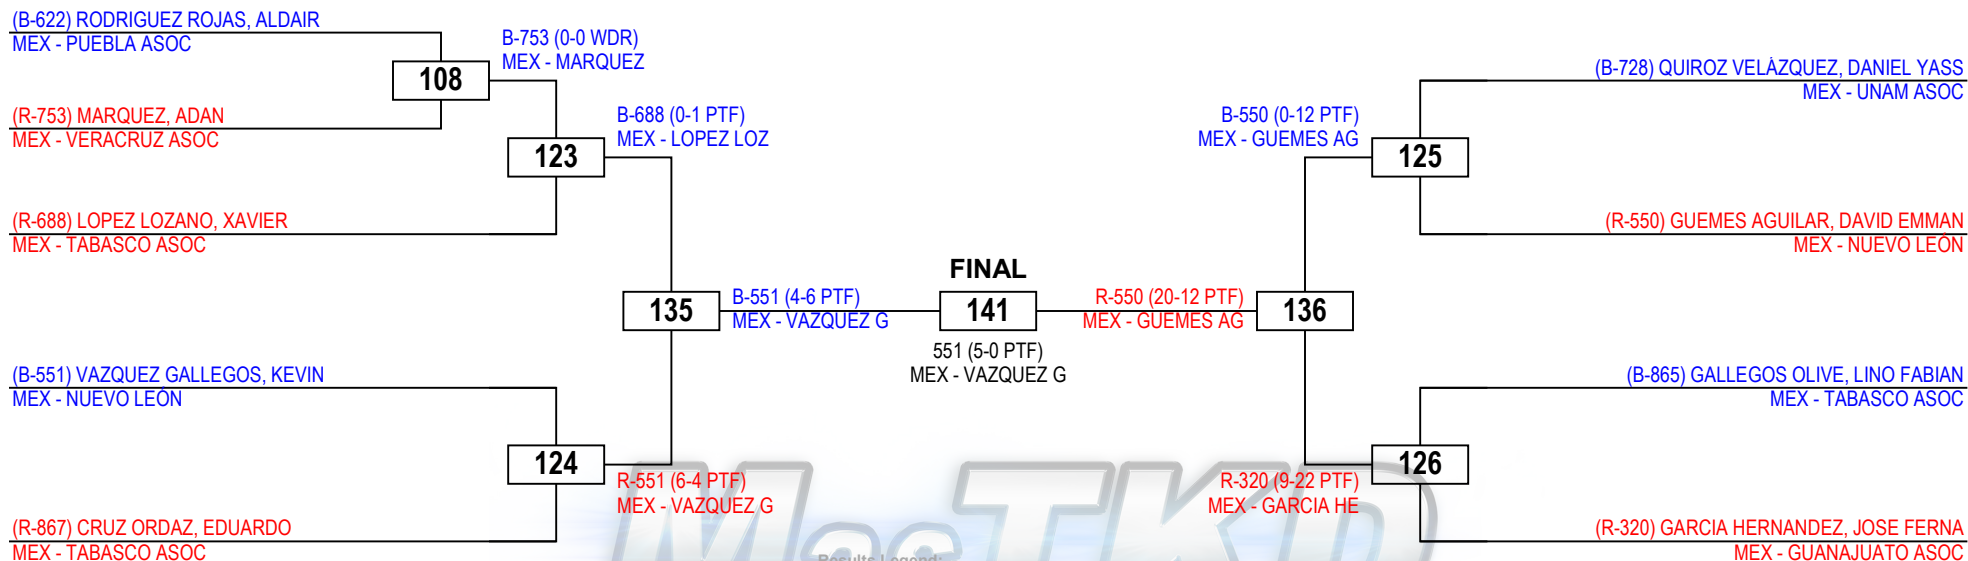 (B-622) RODRIGUEZ ROJAS, ALDAIR
MEX - PUEBLA ASOC
B-753 (0-0 WDR)
MEX - MARQUEZ
108
(R-753) MARQUEZ, ADAN
MEX - VERACRUZ ASOC
B-688 (0-1 PTF)
MEX - LOPEZ LOZ
123
(R-688) LOPEZ LOZANO, XAVIER
MEX - TABASCO ASOC
135
B-551 (4-6 PTF)
MEX - VAZQUEZ G
(B-551) VAZQUEZ GALLEGOS, KEVIN
MEX - NUEVO LEÓN
124
R-551 (6-4 PTF)
MEX - VAZQUEZ G
(R-867) CRUZ ORDAZ, EDUARDO
MEX - TABASCO ASOC
FINAL
141
551 (5-0 PTF)
MEX - VAZQUEZ G
(B-728) QUIROZ VELÁZQUEZ, DANIEL YASS
MEX - UNAM ASOC
B-550 (0-12 PTF)
MEX - GUEMES AG
125
(R-550) GUEMES AGUILAR, DAVID EMMAN
MEX - NUEVO LEÓN
R-550 (20-12 PTF)
MEX - GUEMES AG
136
(B-865) GALLEGOS OLIVE, LINO FABIAN
MEX - TABASCO ASOC
126
R-320 (9-22 PTF)
MEX - GARCIA HE
(R-320) GARCIA HERNANDEZ, JOSE FERNA
MEX - GUANAJUATO ASOC
MasTKD
Results Legend: